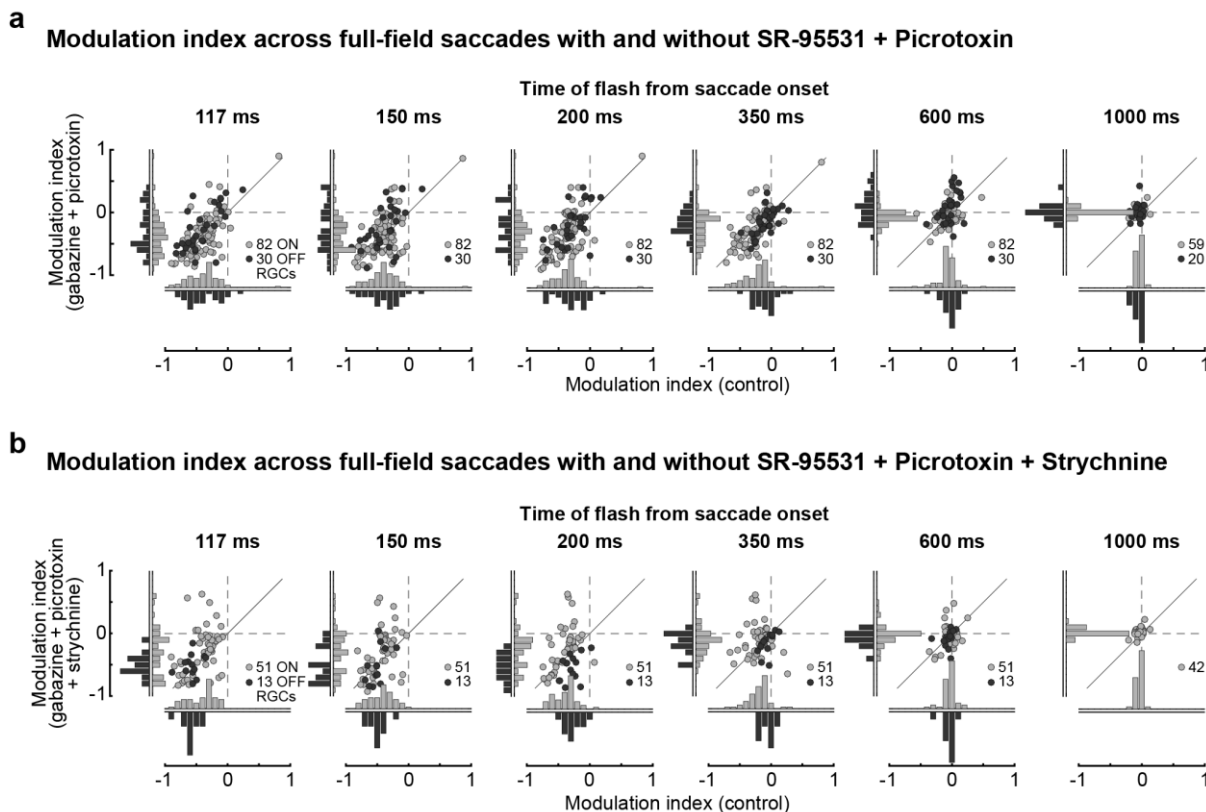 a
Modulation index across full-field saccades with and without SR-95531 + Picrotoxin
Time of flash from saccade onset
117 ms 150 ms 200 ms 350 ms 600 ms 1000 ms
Modulation index
(gabazine + picrotoxin)
1
0
-1
82 ON
30 OFF
RGCs
82
30
82
30
82
30
82
30
59
20
-1 0 1 -1 0 1 -1 0 1 -1 0 1 -1 0 1 -1 0 1
Modulation index (control)
b
Modulation index across full-field saccades with and without SR-95531 + Picrotoxin + Strychnine
Time of flash from saccade onset
117 ms 150 ms 200 ms 350 ms 600 ms 1000 ms
Modulation index
(gabazine + picrotoxin
+ strychnine)
1
0
-1
51 ON
13 OFF
RGCs
51
13
51
13
51
13
51
13
42
-1 0 1 -1 0 1 -1 0 1 -1 0 1 -1 0 1 -1 0 1
Modulation index (control)